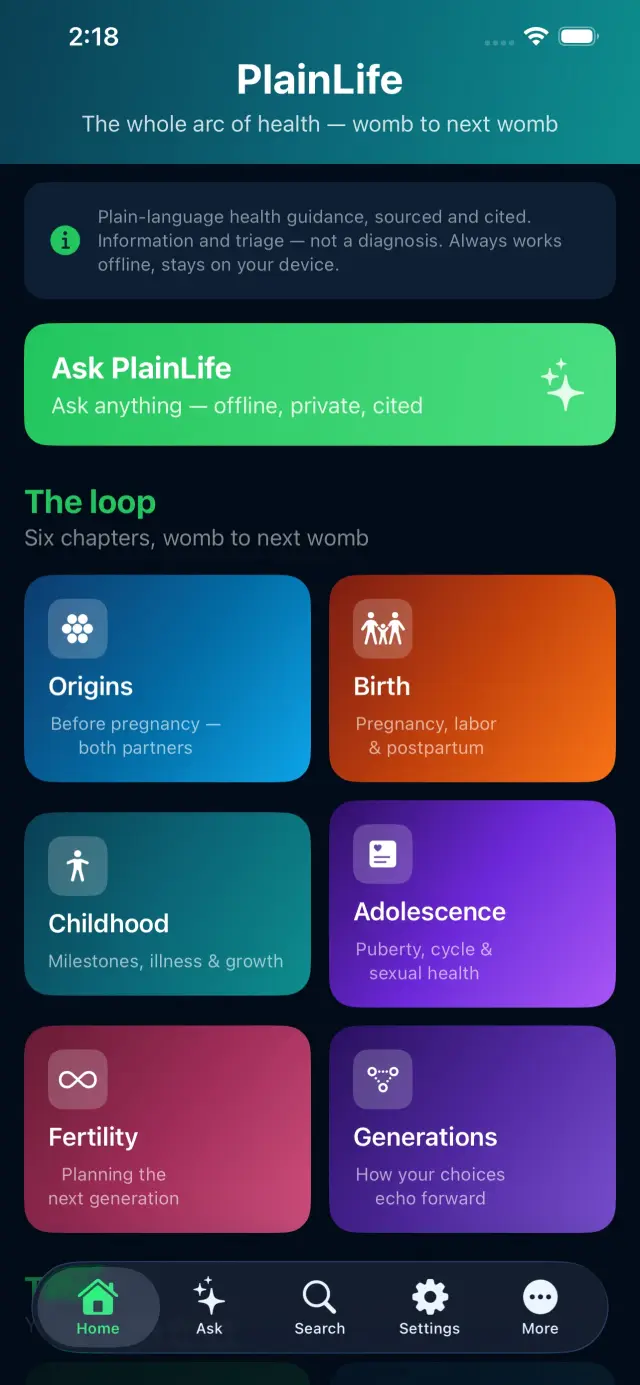 2:18
PlainLife
The whole arc of health — womb to next womb
Plain-language health guidance, sourced and cited.
Information and triage — not a diagnosis. Always works
offline, stays on your device.
Ask PlainLife
Ask anything — offline, private, cited
The loop
Six chapters, womb to next womb
Origins
Before pregnancy —
both partners
Birth
Pregnancy, labor
& postpartum
Childhood
Milestones, illness & growth
Adolescence
Puberty, cycle &
sexual health
Fertility
Planning the
next generation
Generations
How your choices
echo forward
Home
Ask
Search
Settings
More